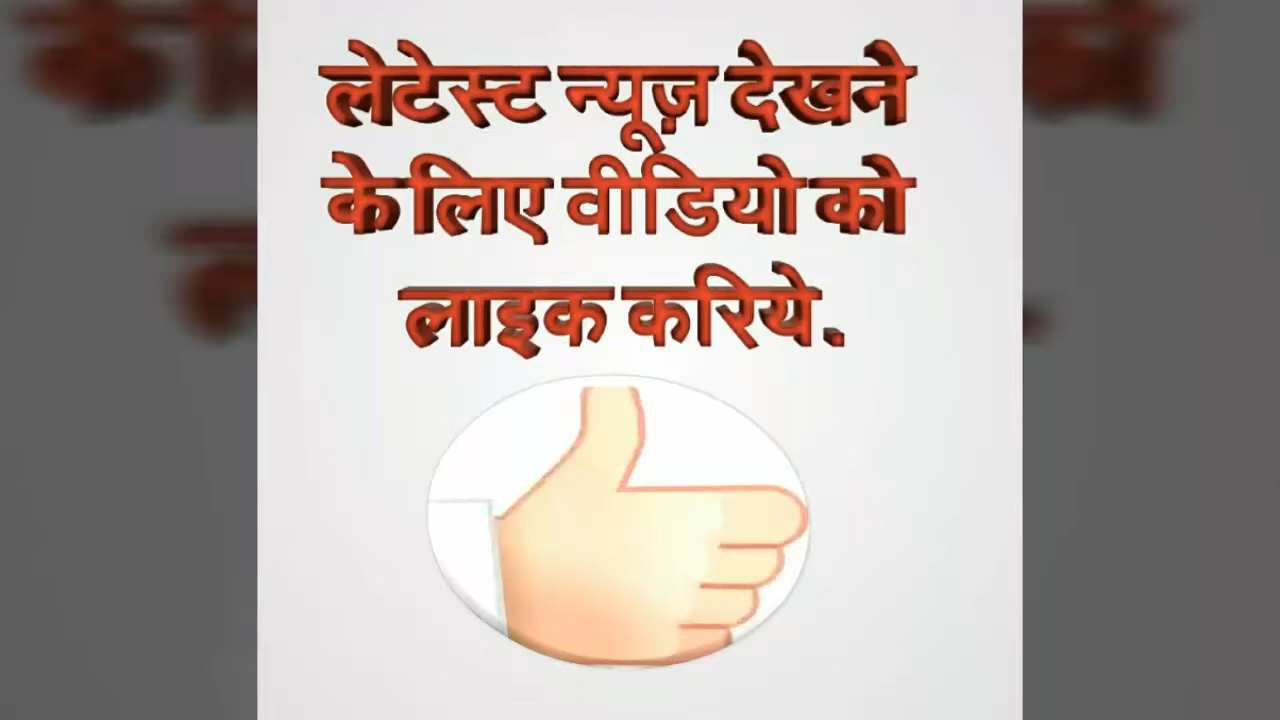 लेटेस्ट न्यूज़ देखने
के लिए वीडियो को
लाइक करिये.